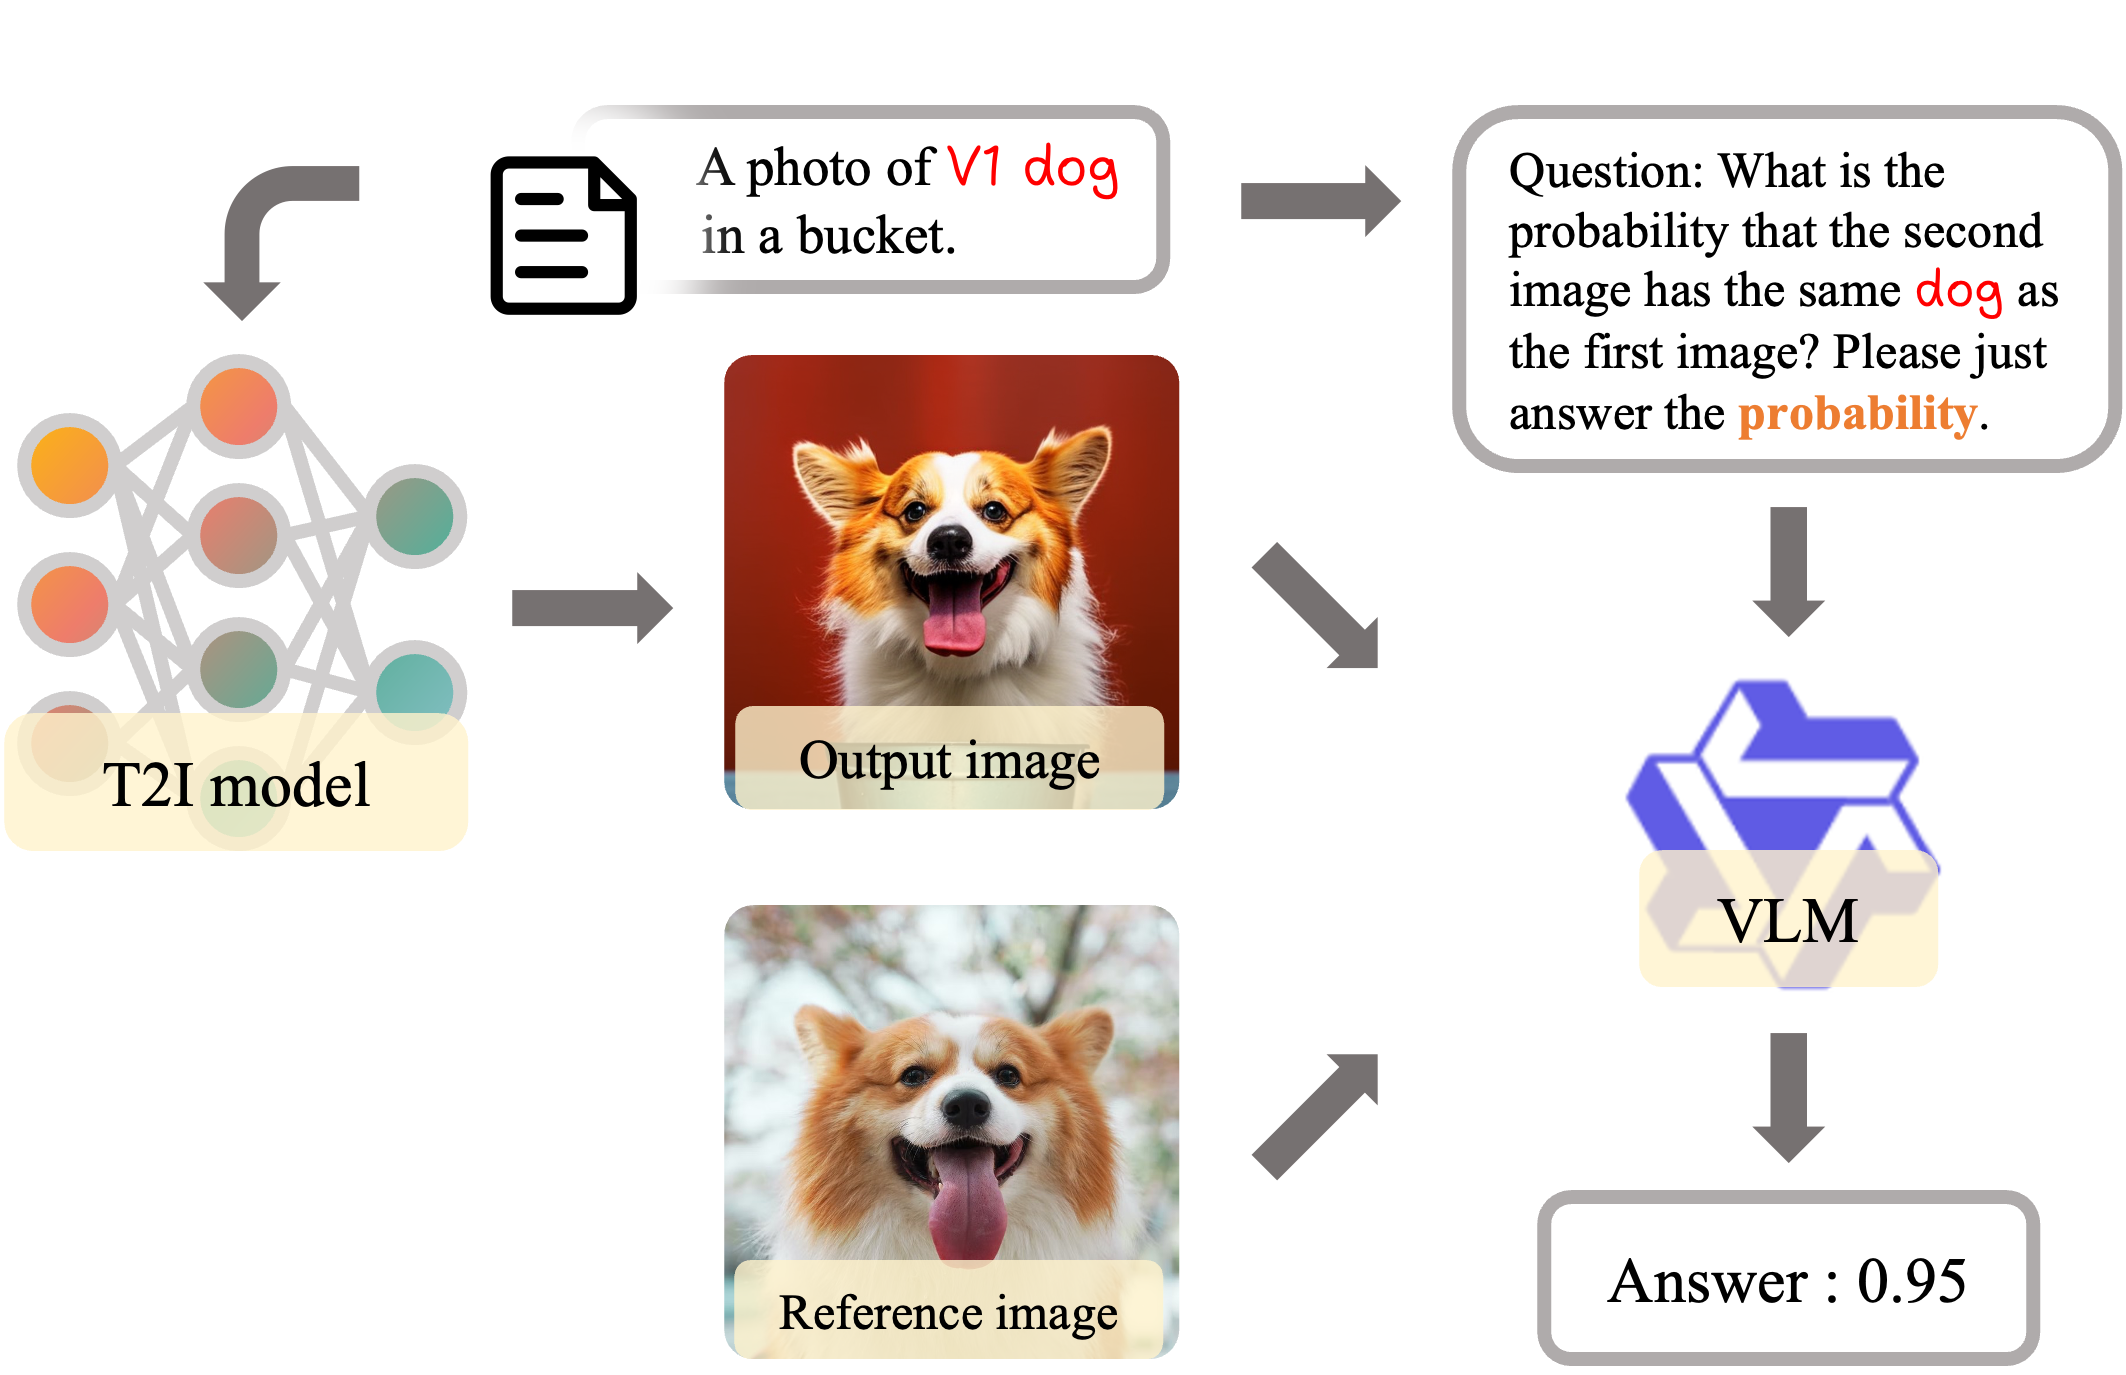 A photo of V1 dog
in a bucket.
Question: What is the
probability that the second
image has the same dog as
the first image? Please just
answer the probability.
T2I model
Output image
VLM
Reference image
Answer : 0.95